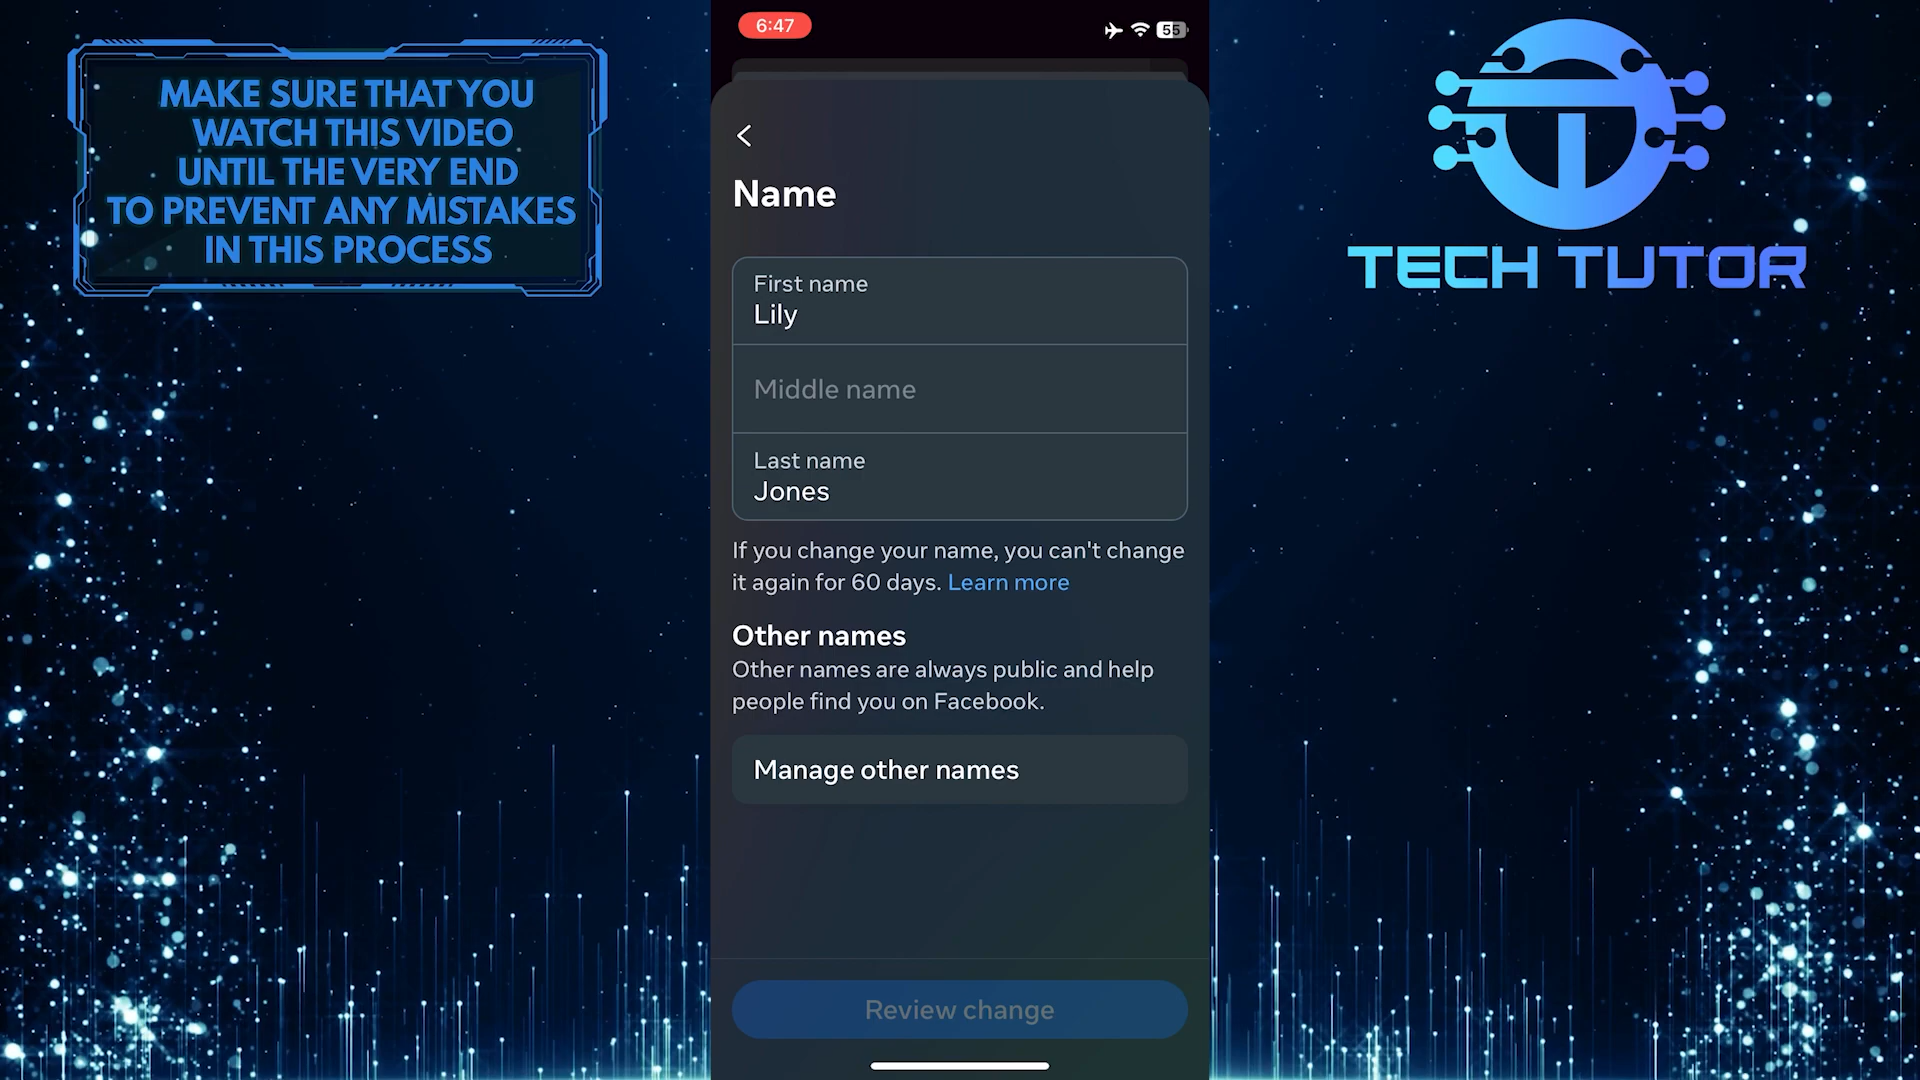 MAKE SURE THAT YOU
WATCH THIS VIDEO
UNTIL THE VERY END
TO PREVENT ANY MISTAKES
IN THIS PROCESS
6:47
55
Name
First name
Lily
Middle name
Last name
Jones
If you change your name, you can't change
it again for 60 days. Learn more
Other names
Other names are always public and help
people find you on Facebook.
Manage other names
Review change
TECH TUTOR